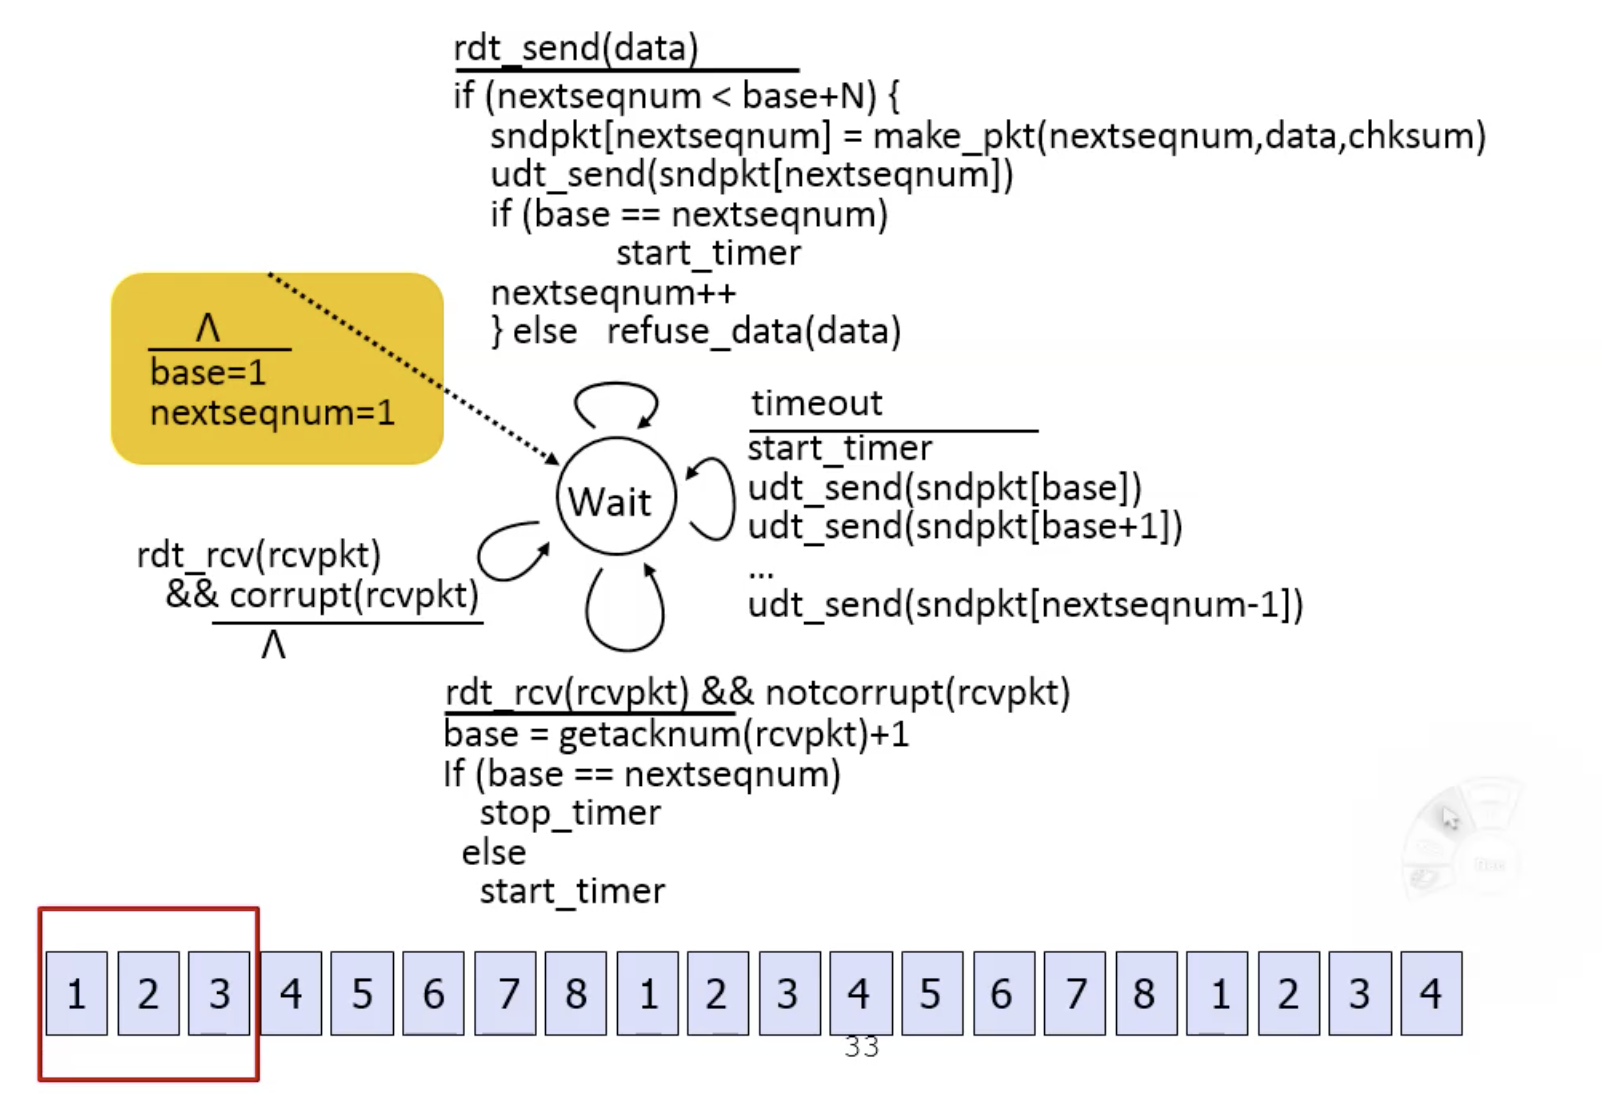 rdt_send(data)
if (nextseqnum < base+N) {
sndpkt[nextseqnum] = make_pkt(nextseqnum,data,chksum)
udt_send(sndpkt[nextseqnum])
if (base == nextseqnum)
start_timer
nextseqnum++
} else refuse_data(data)
Λ
base=1
nextseqnum=1
timeout
start_timer
udt_send(sndpkt[base])
udt_send(sndpkt[base+1])
...
udt_send(sndpkt[nextseqnum-1])
Wait
rdt_rcv(rcvpkt)
&& corrupt(rcvpkt)
Λ
rdt_rcv(rcvpkt) && notcorrupt(rcvpkt)
base = getacknum(rcvpkt)+1
If (base == nextseqnum)
stop_timer
else
start_timer
1 2 3 4 5 6 7 8 1 2 3 4 5 6 7 8 1 2 3 4
33